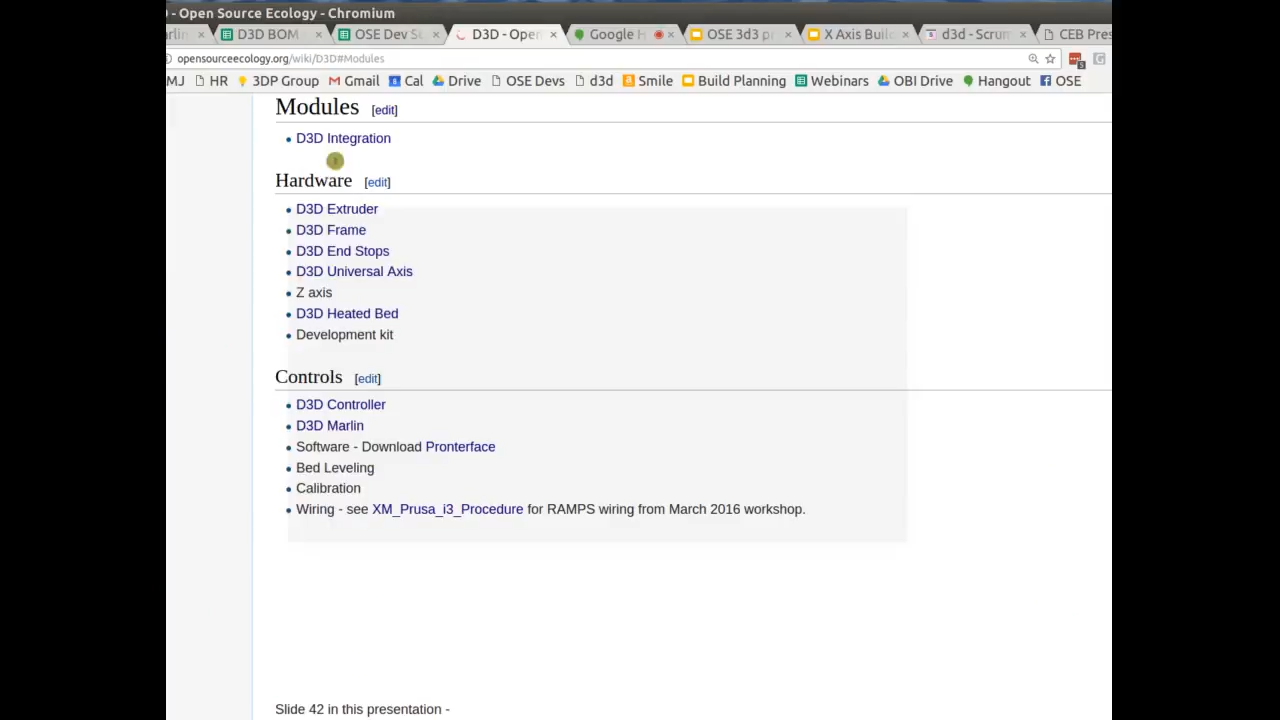 - Open Source Ecology - Chromium
D3D BOM
OSE Dev
D3D - Open
Google H
OSE 3d3 pr
X Axis Buil
d3d - Scrum
CEB Pres
opensourceecology.org/wiki/D3D#Modules
MJ HR 3DP Group Gmail Cal Drive OSE Devs d3d Smile Build Planning Webinars OBI Drive Hangout OSE
Modules [edit]
D3D Integration
Hardware [edit]
D3D Extruder
D3D Frame
D3D End Stops
D3D Universal Axis
Z axis
D3D Heated Bed
Development kit
Controls [edit]
D3D Controller
D3D Marlin
Software - Download Pronterface
Bed Leveling
Calibration
Wiring - see XM_Prusa_i3_Procedure for RAMPS wiring from March 2016 workshop.
Slide 42 in this presentation -